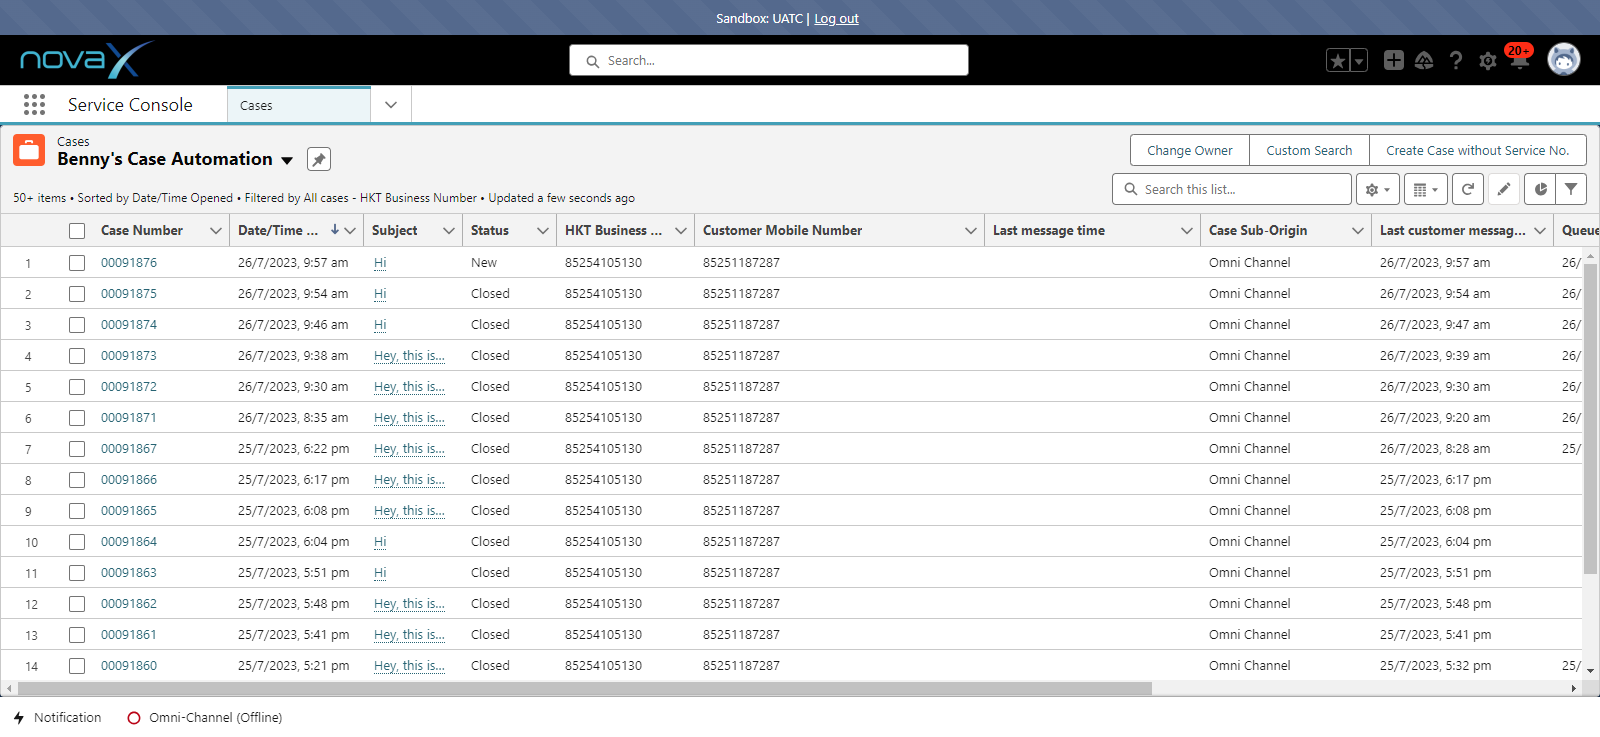 Sandbox: UATC | Log out
novaX
Search...
20+
Service Console
Cases
Cases
Benny's Case Automation
Change Owner
Custom Search
Create Case without Service No.
50+ items • Sorted by Date/Time Opened • Filtered by All cases - HKT Business Number • Updated a few seconds ago
Search this list...
Case Number Date/Time ... Subject Status HKT Business ... Customer Mobile Number Last message time Case Sub-Origin Last customer messag... Queue
1 00091876 26/7/2023, 9:57 am Hi New 85254105130 85251187287 Omni Channel 26/7/2023, 9:57 am 26/
2 00091875 26/7/2023, 9:54 am Hi Closed 85254105130 85251187287 Omni Channel 26/7/2023, 9:54 am 26/
3 00091874 26/7/2023, 9:46 am Hi Closed 85254105130 85251187287 Omni Channel 26/7/2023, 9:47 am 26/
4 00091873 26/7/2023, 9:38 am Hey, this is... Closed 85254105130 85251187287 Omni Channel 26/7/2023, 9:39 am 26/
5 00091872 26/7/2023, 9:30 am Hey, this is... Closed 85254105130 85251187287 Omni Channel 26/7/2023, 9:30 am 26/
6 00091871 26/7/2023, 8:35 am Hey, this is... Closed 85254105130 85251187287 Omni Channel 26/7/2023, 9:20 am 26/
7 00091867 25/7/2023, 6:22 pm Hey, this is... Closed 85254105130 85251187287 Omni Channel 26/7/2023, 8:28 am 25/
8 00091866 25/7/2023, 6:17 pm Hey, this is... Closed 85254105130 85251187287 Omni Channel 25/7/2023, 6:17 pm
9 00091865 25/7/2023, 6:08 pm Hey, this is... Closed 85254105130 85251187287 Omni Channel 25/7/2023, 6:08 pm
10 00091864 25/7/2023, 6:04 pm Hi Closed 85254105130 85251187287 Omni Channel 25/7/2023, 6:04 pm
11 00091863 25/7/2023, 5:51 pm Hi Closed 85254105130 85251187287 Omni Channel 25/7/2023, 5:51 pm
12 00091862 25/7/2023, 5:48 pm Hey, this is... Closed 85254105130 85251187287 Omni Channel 25/7/2023, 5:48 pm
13 00091861 25/7/2023, 5:41 pm Hey, this is... Closed 85254105130 85251187287 Omni Channel 25/7/2023, 5:41 pm
14 00091860 25/7/2023, 5:21 pm Hey, this is... Closed 85254105130 85251187287 Omni Channel 25/7/2023, 5:32 pm 25/
Notification
Omni-Channel (Offline)